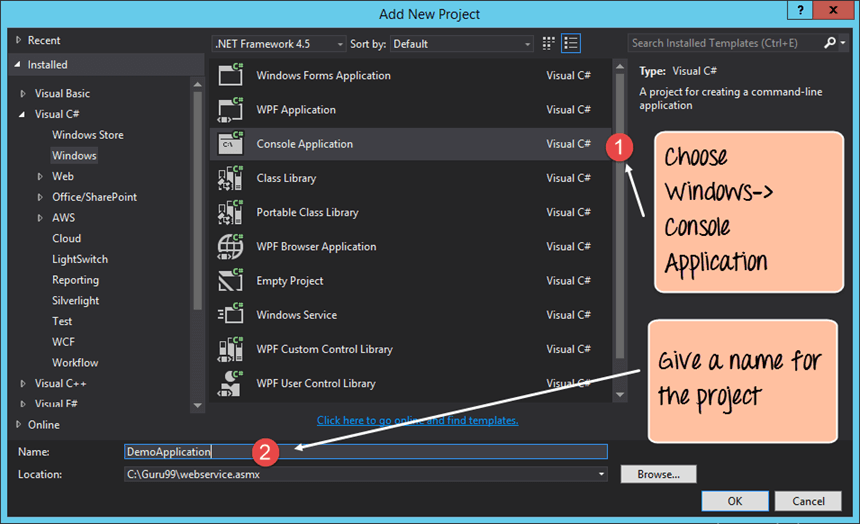 Add New Project
? x
Recent
.NET Framework 4.5 Sort by: Default
Search Installed Templates (Ctrl+E)
Installed
Visual Basic
Visual C#
Windows Store
Windows
Web
Office/SharePoint
AWS
Cloud
LightSwitch
Reporting
Silverlight
Test
WCF
Workflow
Visual C++
Visual F#
Online
C# Windows Forms Application Visual C#
C# WPF Application Visual C#
C# C:\ Console Application Visual C#
C# Class Library Visual C#
C# Portable Class Library Visual C#
C# WPF Browser Application Visual C#
C# Empty Project Visual C#
C# Windows Service Visual C#
C# WPF Custom Control Library Visual C#
C# WPF User Control Library Visual C#
Click here to go online and find templates.
Type: Visual C#
A project for creating a command-line
application
1
Choose
Windows->
Console
Application
Give a name for
the project
Name: DemoApplication
2
Location: C:\Guru99\webservice.asmx
Browse...
OK Cancel